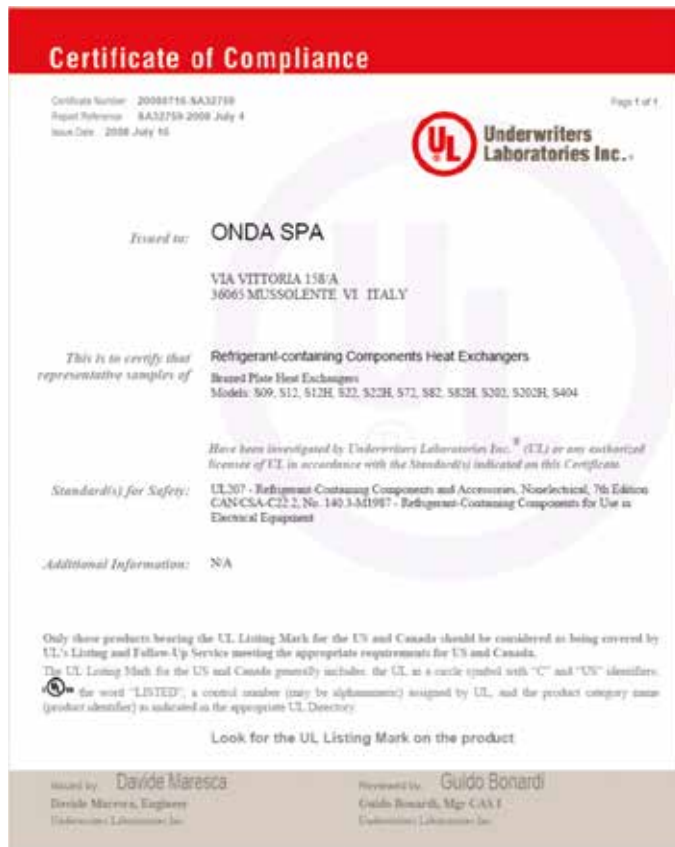 Certificate of Compliance
Certificate Number 20080716-SA32759
Report Reference SA32759-2008 July 4
Issue Date 2008 July 16
Page 1 of 1
UL
Underwriters
Laboratories Inc.
Issued to: ONDA SPA
VIA VITTORIA 158/A
36065 MUSSOLENTE VI ITALY
This is to certify that
representative samples of
Refrigerant-containing Components Heat Exchangers
Brazed Plate Heat Exchangers
Models: S09, S12, S12H, S22, S22H, S72, S82, S82H, S202, S202H, S404
Have been investigated by Underwriters Laboratories Inc.® (UL) or any authorized
licensee of UL in accordance with the Standard(s) indicated on this Certificate
Standard(s) for Safety: UL207 - Refrigerant-Containing Components and Accessories, Nonelectrical, 7th Edition
CAN/CSA-C22.2, No. 140.3-M1987 - Refrigerant-Containing Components for Use in
Electrical Equipment
Additional Information: N/A
Only those products bearing the UL Listing Mark for the US and Canada should be considered as being covered by
UL's Listing and Follow-Up Service meeting the appropriate requirements for US and Canada.
The UL Listing Mark for the US and Canada generally includes: the UL in a circle symbol with "C" and "US" identifiers:
the word "LISTED"; a control number (may be alphanumeric) assigned by UL; and the product category name
(product identifier) as indicated in the appropriate UL Directory
Look for the UL Listing Mark on the product
Issued by: Davide Maresca
Davide Maresca, Engineer
Underwriters Laboratories Inc.
Reviewed by: Guido Bonardi
Guido Bonardi, Mgr CAS I
Underwriters Laboratories Inc.